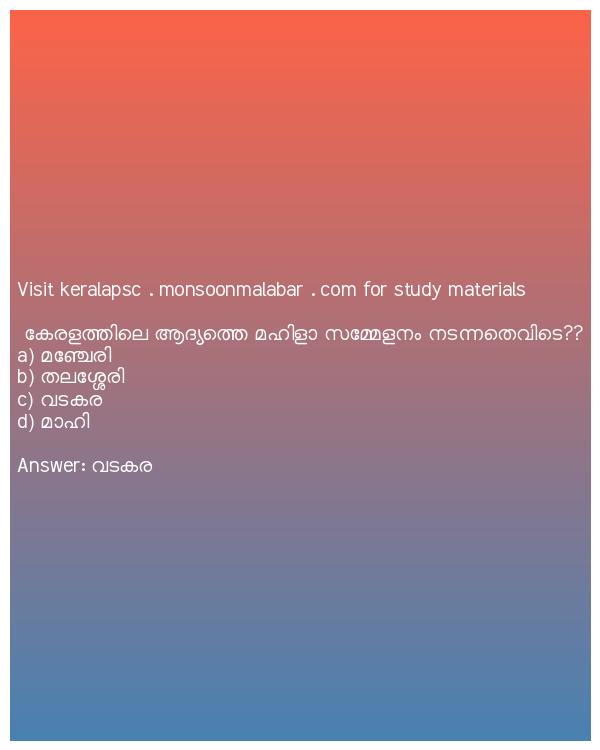 Visit keralapsc . monsoonmalabar . com for study materials
കേരളത്തിലെ ആദ്യത്തെ മഹിളാ സമ്മേളനം നടന്നതെവിടെ??
a) മഞ്ചേരി
b) തലശ്ശേരി
c) വടകര
d) മാഹി
Answer: വടകര